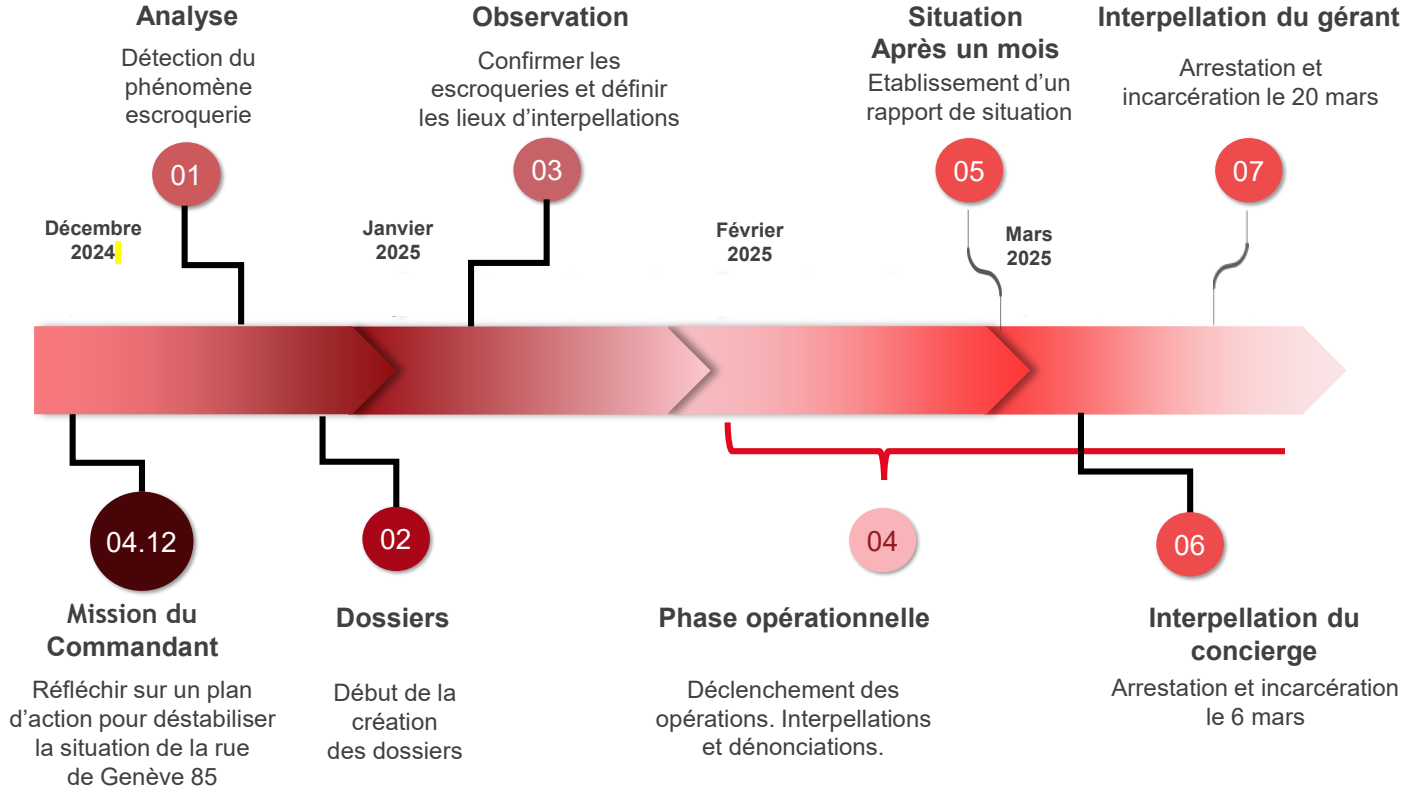 Analyse
Détection du
phénomène
escroquerie
01
Observation
Confirmer les
escroqueries et définir
les lieux d'interpellations
03
Situation
Après un mois
Etablissement d'un
rapport de situation
05
Interpellation du gérant
Arrestation et
incarcération le 20 mars
07
Décembre
2024
Janvier
2025
Février
2025
Mars
2025
04.12
Mission du
Commandant
Réfléchir sur un plan
d'action pour déstabiliser
la situation de la rue
de Genève 85
02
Dossiers
Début de la
création
des dossiers
04
Phase opérationnelle
Déclenchement des
opérations. Interpellations
et dénonciations.
06
Interpellation du
concierge
Arrestation et incarcération
le 6 mars